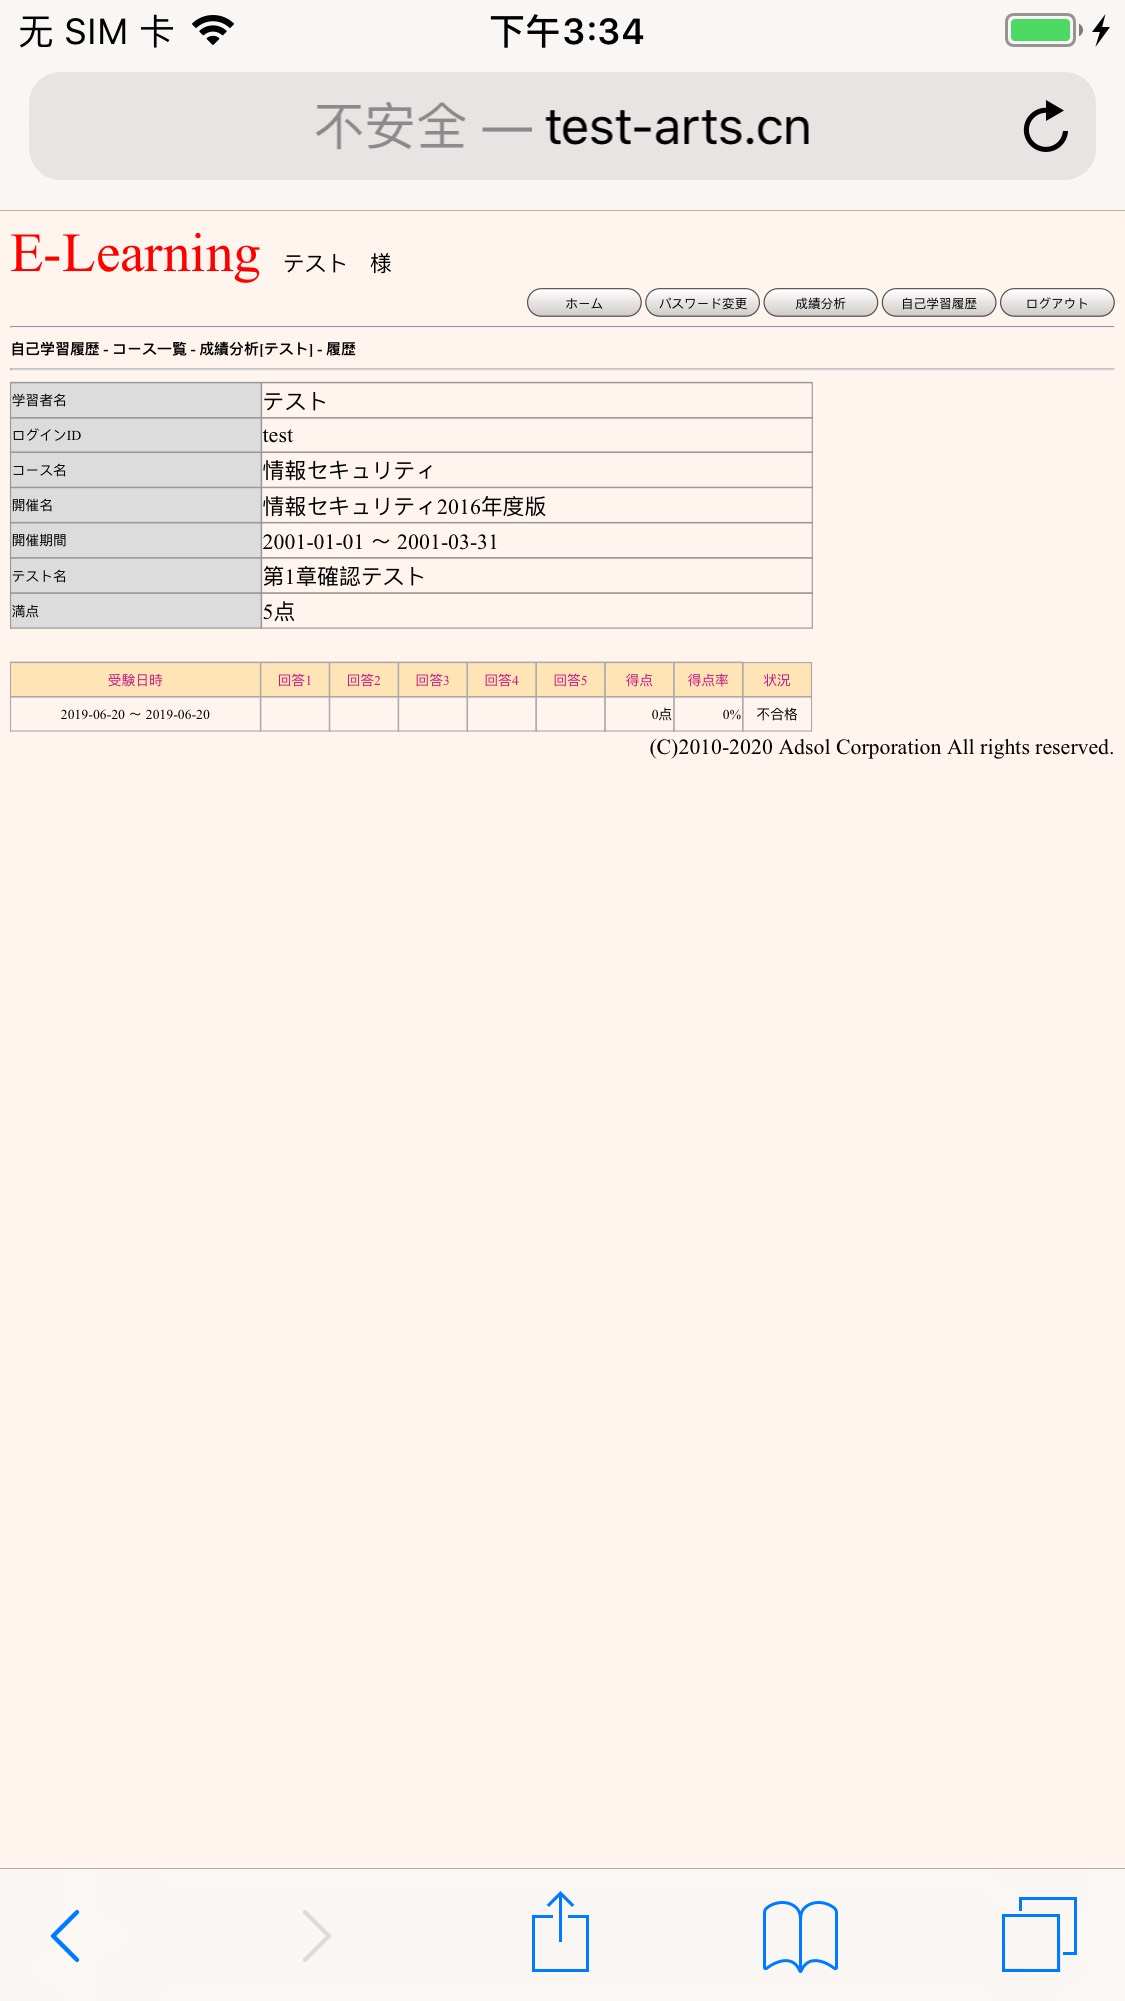 无 SIM 卡 下午3:34
不安全 — test-arts.cn
E-Learning テスト 様
ホーム パスワード変更 成績分析 自己学習履歴 ログアウト
自己学習履歴 - コース一覧 - 成績分析[テスト] - 履歴
学習者名 テスト
ログインID test
コース名 情報セキュリティ
開催名 情報セキュリティ2016年度版
開催期間 2001-01-01 ～ 2001-03-31
テスト名 第1章確認テスト
満点 5点
受験日時 回答1 回答2 回答3 回答4 回答5 得点 得点率 状況
2019-06-20 ～ 2019-06-20 0点 0% 不合格
(C)2010-2020 Adsol Corporation All rights reserved.